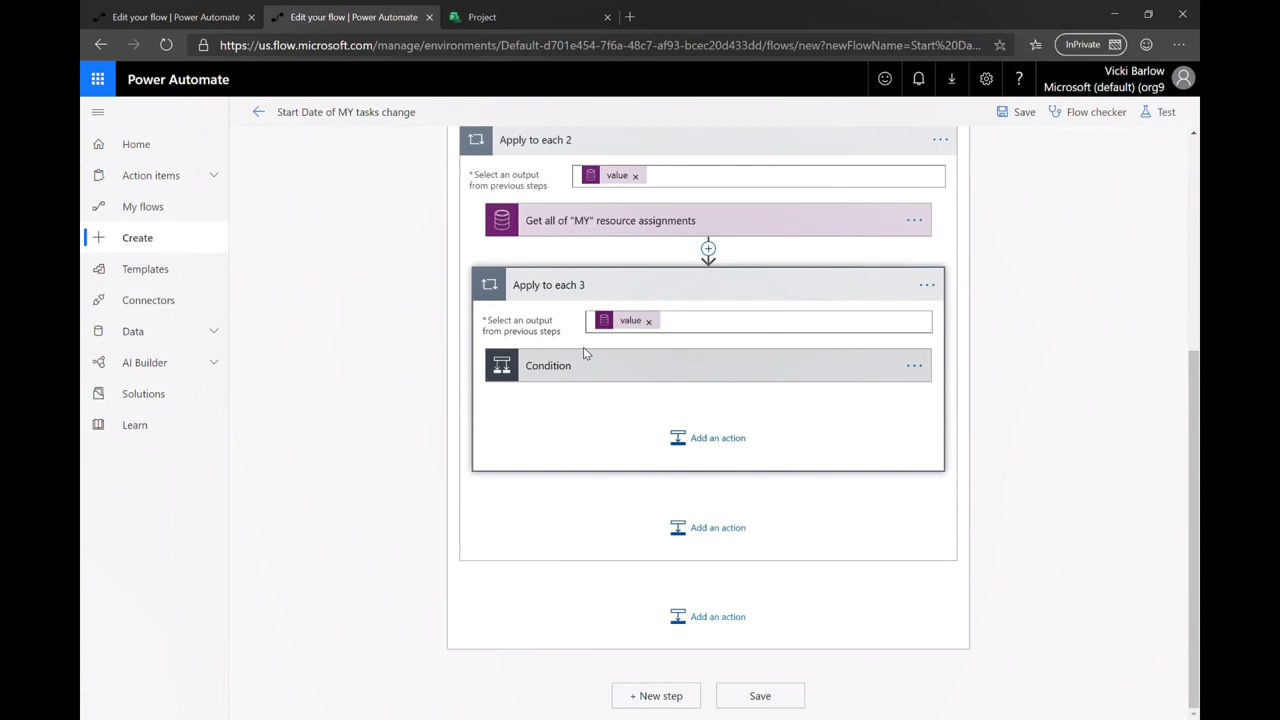 Edit your flow | Power Automate
Edit your flow | Power Automate
Project
https://us.flow.microsoft.com/manage/environments/Default-d701e454-7f6a-48c7-af93-bcec20d433dd/flows/new?newFlowName=Start%20Da...
InPrivate
Power Automate
Vicki Barlow
Microsoft (default) (org9
Start Date of MY tasks change
Save
Flow checker
Test
Home
Action items
My flows
Create
Templates
Connectors
Data
AI Builder
Solutions
Learn
Apply to each 2
*Select an output
from previous steps
value
Get all of "MY" resource assignments
Apply to each 3
*Select an output
from previous steps
value
Condition
Add an action
Add an action
Add an action
+ New step
Save